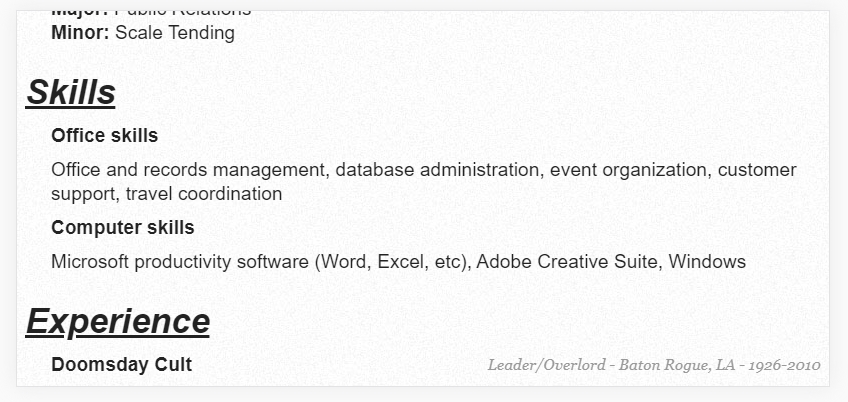 Major: Public Relations
Minor: Scale Tending
Skills
Office skills
Office and records management, database administration, event organization, customer
support, travel coordination
Computer skills
Microsoft productivity software (Word, Excel, etc), Adobe Creative Suite, Windows
Experience
Doomsday Cult Leader/Overlord - Baton Rogue, LA - 1926-2010